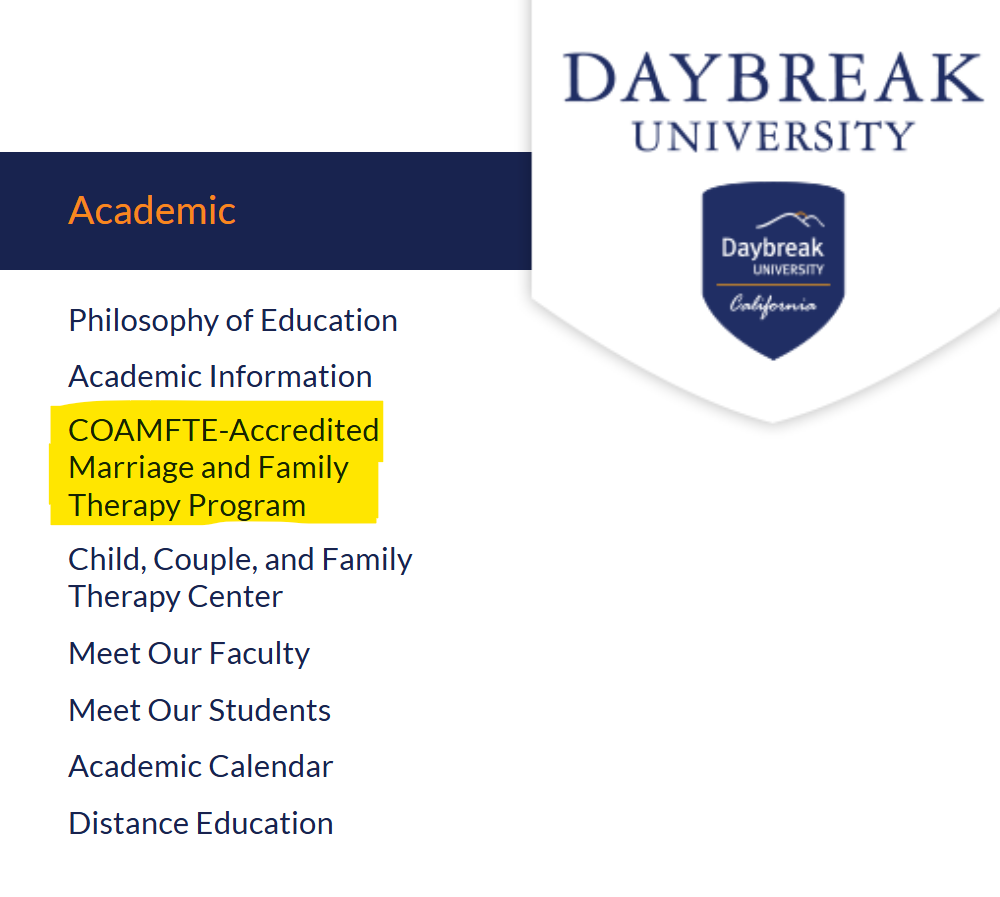 DAYBREAK
UNIVERSITY
Daybreak
UNIVERSITY
California
Academic
Philosophy of Education
Academic Information
COAMFTE-Accredited
Marriage and Family
Therapy Program
Child, Couple, and Family
Therapy Center
Meet Our Faculty
Meet Our Students
Academic Calendar
Distance Education